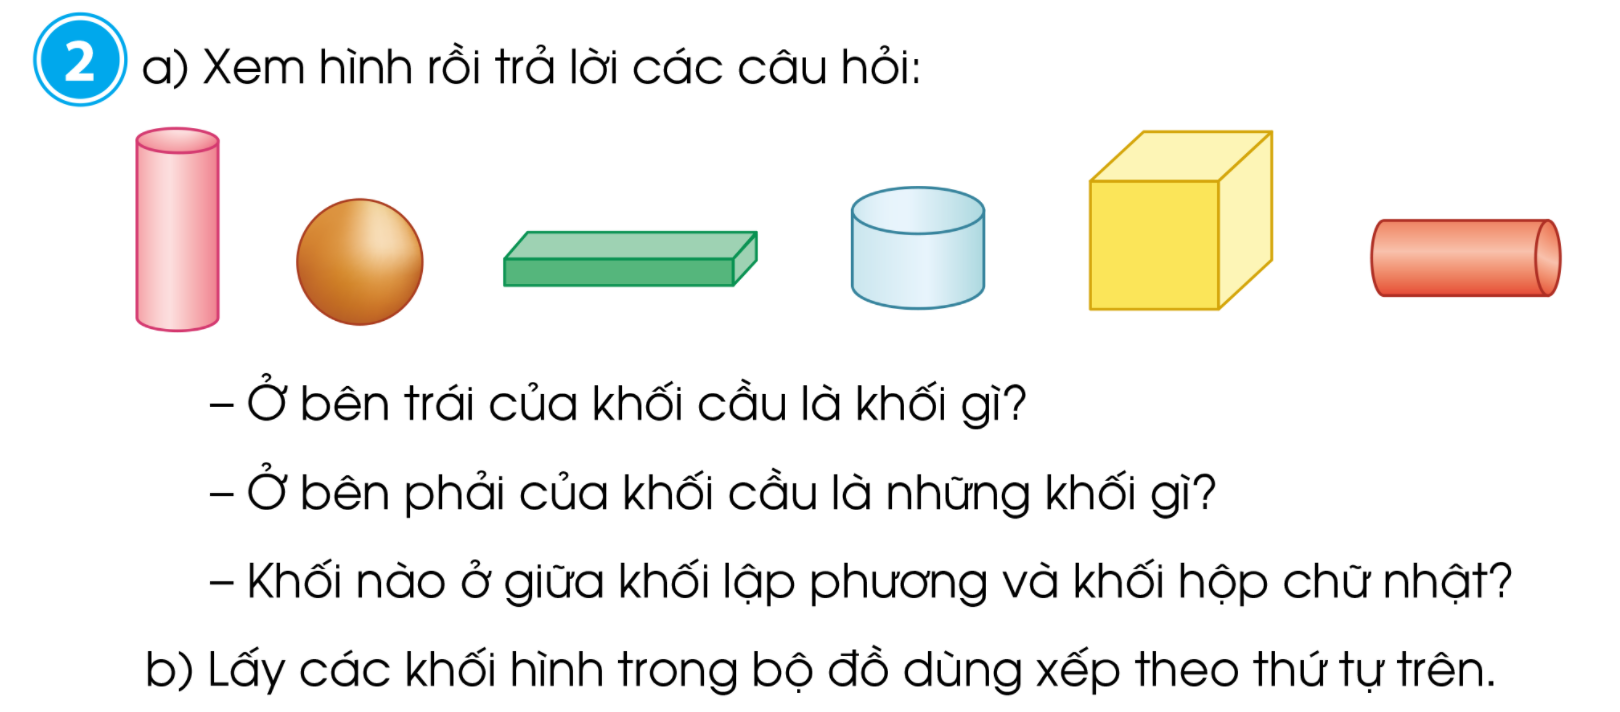 2 a) Xem hình rồi trả lời các câu hỏi:
– Ở bên trái của khối cầu là khối gì?
– Ở bên phải của khối cầu là những khối gì?
– Khối nào ở giữa khối lập phương và khối hộp chữ nhật?
b) Lấy các khối hình trong bộ đồ dùng xếp theo thứ tự trên.